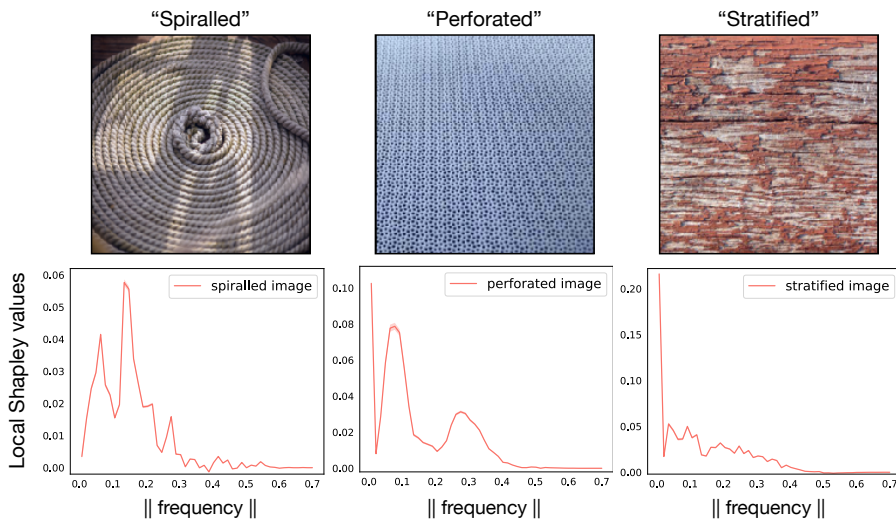 “Spiralled” “Perforated” “Stratified”
Local Shapley values
0.06
0.05
0.04
0.03
0.02
0.01
0.00
spiralled image
0.0 0.1 0.2 0.3 0.4 0.5 0.6 0.7
|| frequency ||
0.10
0.08
0.06
0.04
0.02
0.00
perforated image
0.0 0.1 0.2 0.3 0.4 0.5 0.6 0.7
|| frequency ||
0.20
0.15
0.10
0.05
0.00
stratified image
0.0 0.1 0.2 0.3 0.4 0.5 0.6 0.7
|| frequency ||